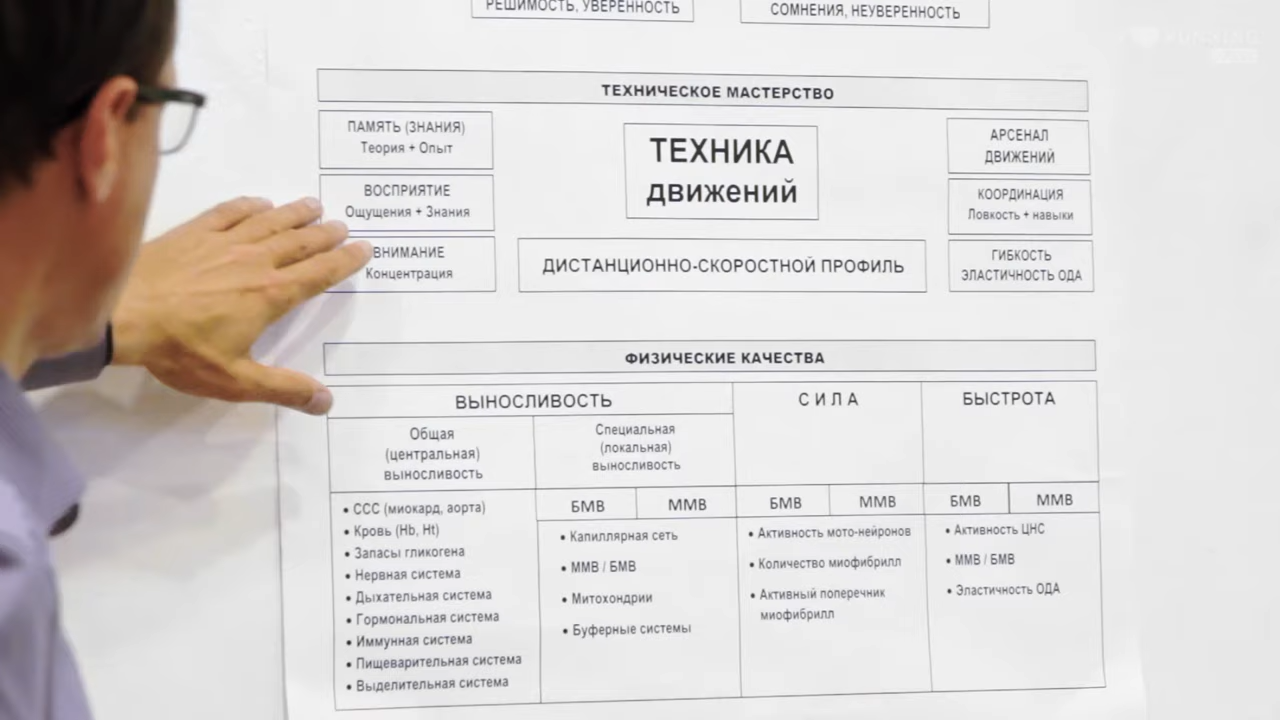 РЕШИМОСТЬ, УВЕРЕННОСТЬ
СОМНЕНИЯ, НЕУВЕРЕННОСТЬ
ТЕХНИЧЕСКОЕ МАСТЕРСТВО
ПАМЯТЬ (ЗНАНИЯ)
Теория + Опыт
ВОСПРИЯТИЕ
Ощущения + Знания
ВНИМАНИЕ
Концентрация
ТЕХНИКА
движений
ДИСТАНЦИОННО-СКОРОСТНОЙ ПРОФИЛЬ
АРСЕНАЛ
ДВИЖЕНИЙ
КООРДИНАЦИЯ
Ловкость + навыки
ГИБКОСТЬ
ЭЛАСТИЧНОСТЬ ОДА
ФИЗИЧЕСКИЕ КАЧЕСТВА
ВЫНОСЛИВОСТЬ
Общая
(центральная)
выносливость
• ССС (миокард, аорта)
• Кровь (Hb, Ht)
• Запасы гликогена
• Нервная система
• Дыхательная система
• Гормональная система
• Иммунная система
• Пищеварительная система
• Выделительная система
Специальная
(локальная)
выносливость
БМВ ММВ
• Капиллярная сеть
• ММВ / БМВ
• Митохондрии
• Буферные системы
С И Л А
БМВ ММВ
• Активность мото-нейронов
• Количество миофибрилл
• Активный поперечник
миофибрилл
БЫСТРОТА
БМВ ММВ
• Активность ЦНС
• ММВ / БМВ
• Эластичность ОДА